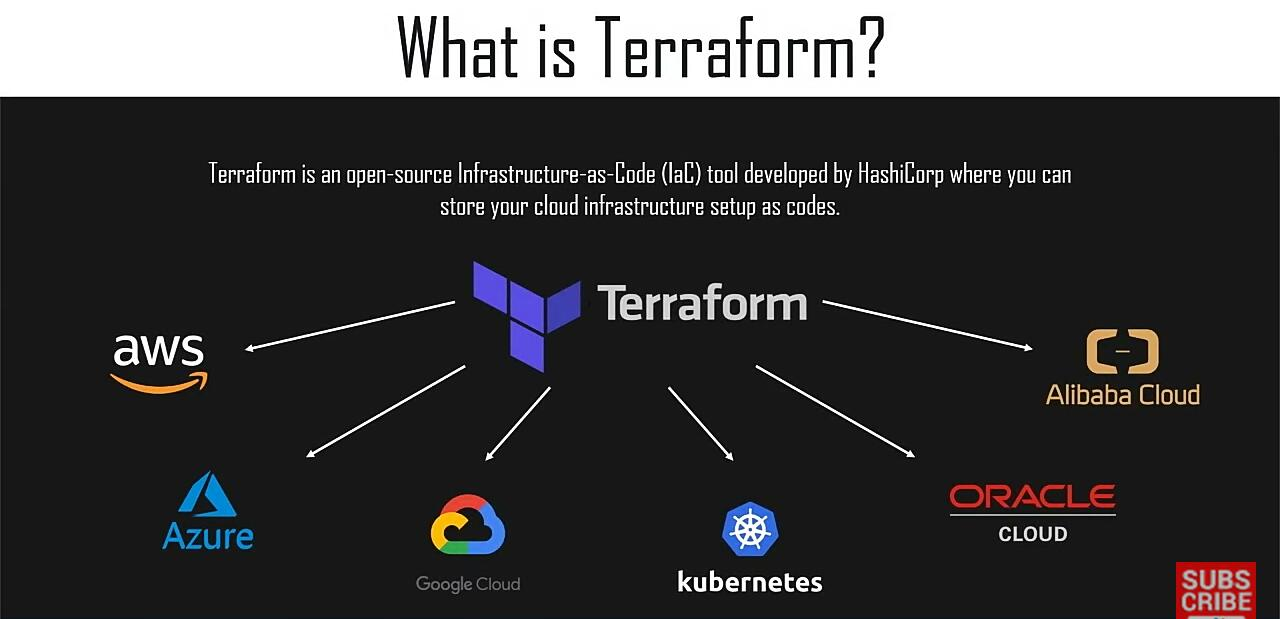 What is Terraform?
Terraform is an open-source Infrastructure-as-Code (IaC) tool developed by HashiCorp where you can
store your cloud infrastructure setup as codes.
Terraform
aws
Alibaba Cloud
Azure
Google Cloud
kubernetes
ORACLE
CLOUD
SUBS
CRIBE